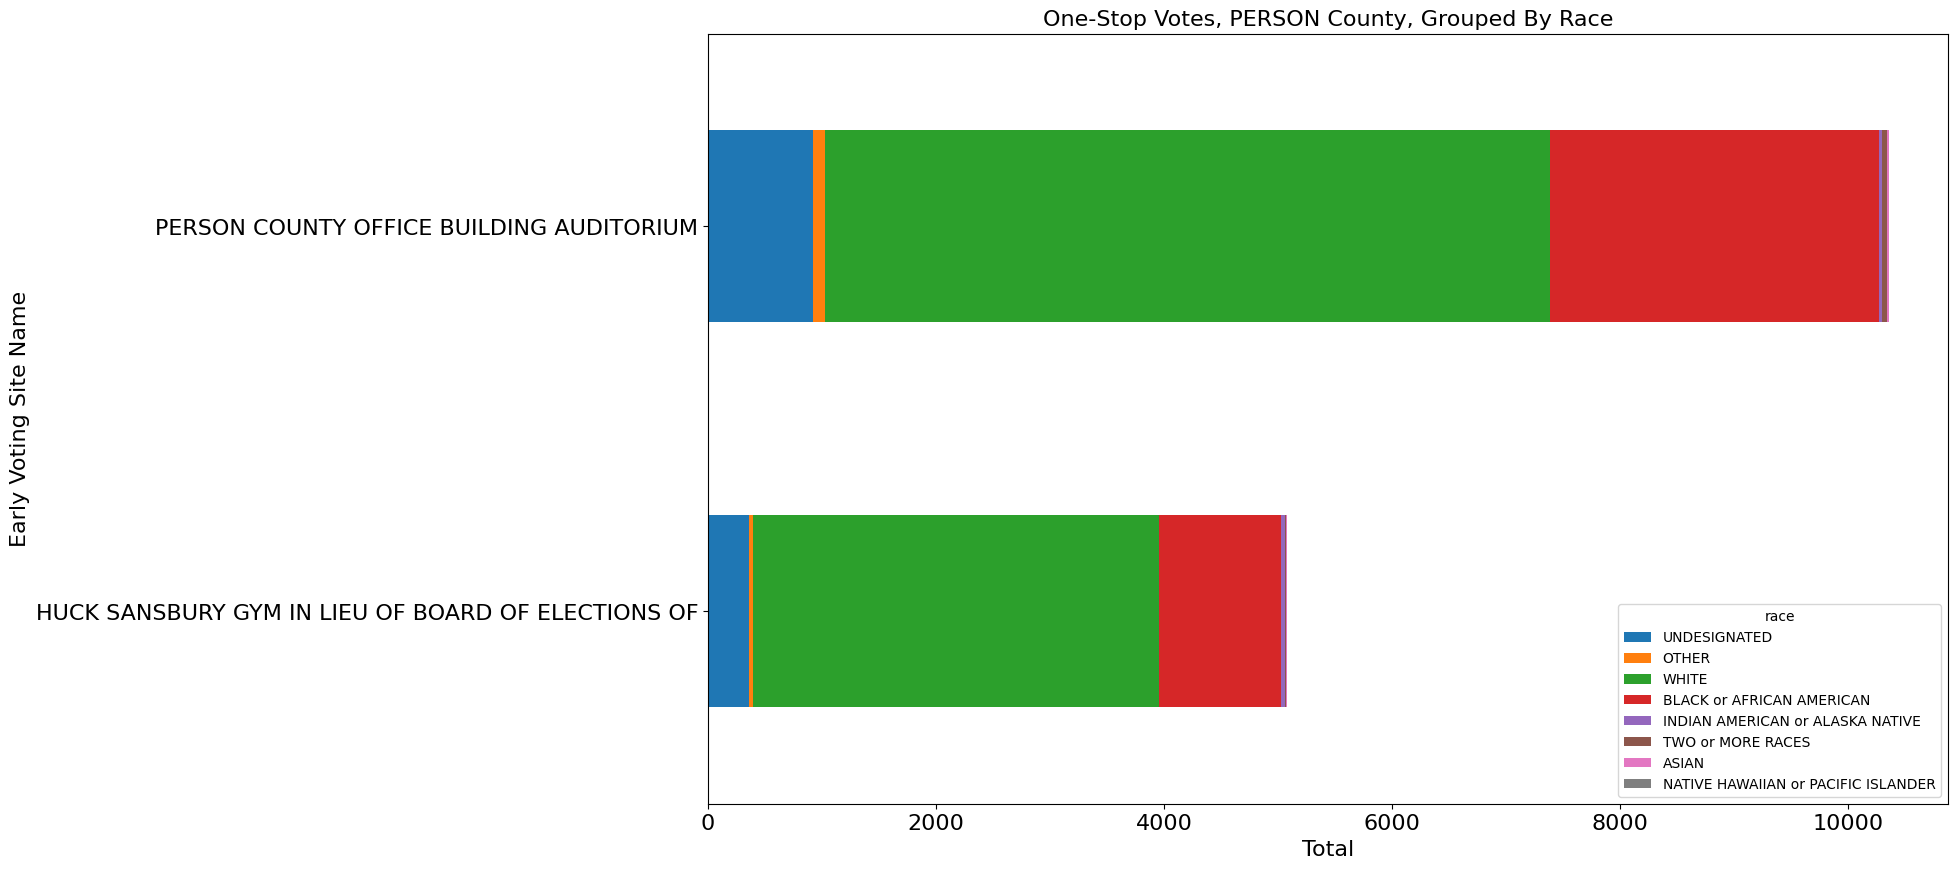 One-Stop Votes, PERSON County, Grouped By Race
Early Voting Site Name
PERSON COUNTY OFFICE BUILDING AUDITORIUM
HUCK SANSBURY GYM IN LIEU OF BOARD OF ELECTIONS OF
race
UNDESIGNATED
OTHER
WHITE
BLACK or AFRICAN AMERICAN
INDIAN AMERICAN or ALASKA NATIVE
TWO or MORE RACES
ASIAN
NATIVE HAWAIIAN or PACIFIC ISLANDER
0 2000 4000 6000 8000 10000
Total